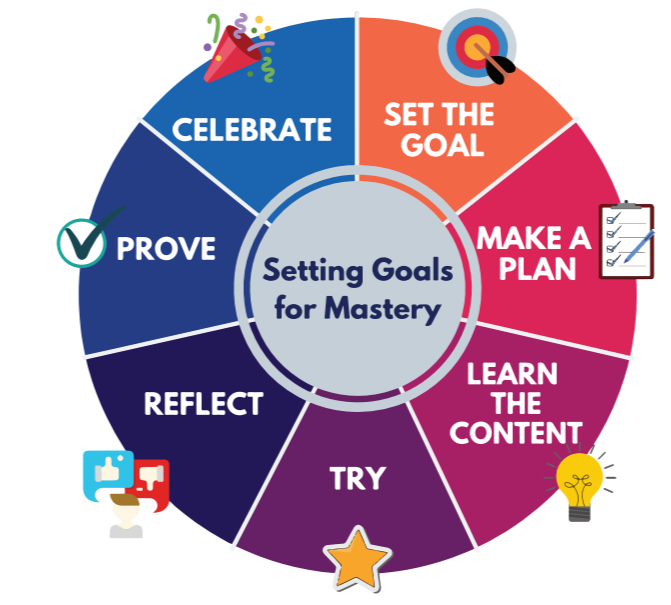 Setting Goals
for Mastery
SET THE
GOAL
MAKE A
PLAN
LEARN
THE
CONTENT
TRY
REFLECT
PROVE
CELEBRATE